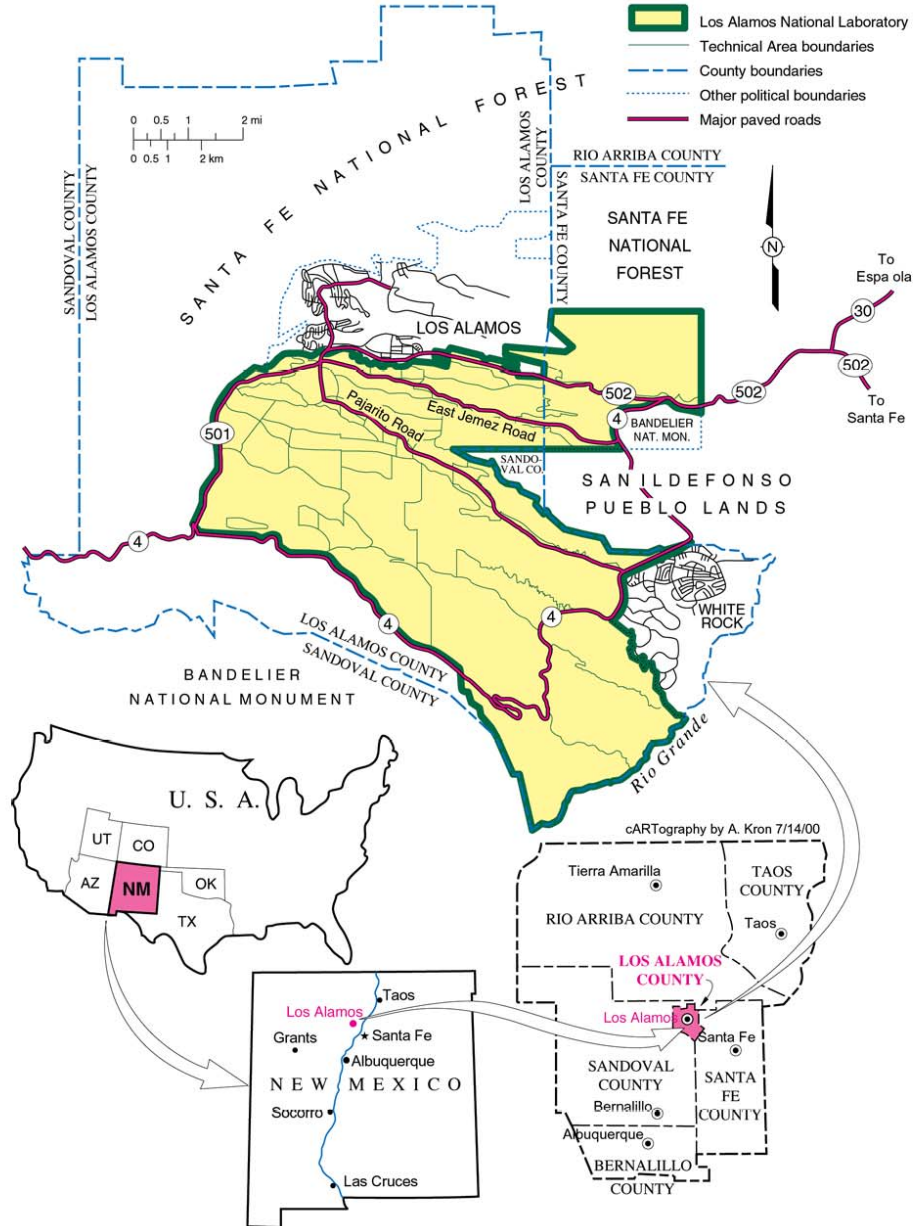 Los Alamos National Laboratory
Technical Area boundaries
County boundaries
Other political boundaries
Major paved roads
0 0.5 1 2 mi
0 0.5 1 2 km
SANTA FE NATIONAL FOREST
SANDOVAL COUNTY
LOS ALAMOS COUNTY
LOS ALAMOS
COUNTY
SANTA FE COUNTY
RIO ARRIBA COUNTY
SANTA FE COUNTY
SANTA FE
NATIONAL
FOREST
N
To
Espa ola
30
502
To
Santa Fe
LOS ALAMOS
502
502
4
BANDELIER
NAT. MON.
East Jemez Road
Pajarito Road
501
SANDO-
VAL CO.
SAN ILDEFONSO
PUEBLO LANDS
4
WHITE
ROCK
4
4
LOS ALAMOS COUNTY
SANDOVAL COUNTY
BANDELIER
NATIONAL MONUMENT
Rio Grande
cARTography by A. Kron 7/14/00
U. S. A.
UT
CO
AZ
NM
OK
TX
Taos
Los Alamos
Santa Fe
Grants
Albuquerque
NEW MEXICO
Socorro
Las Cruces
Tierra Amarilla
TAOS
COUNTY
RIO ARRIBA COUNTY
Taos
LOS ALAMOS
COUNTY
Los Alamos
Santa Fe
SANDOVAL
COUNTY
SANTA
FE
COUNTY
Bernalillo
Albuquerque
BERNALILLO
COUNTY